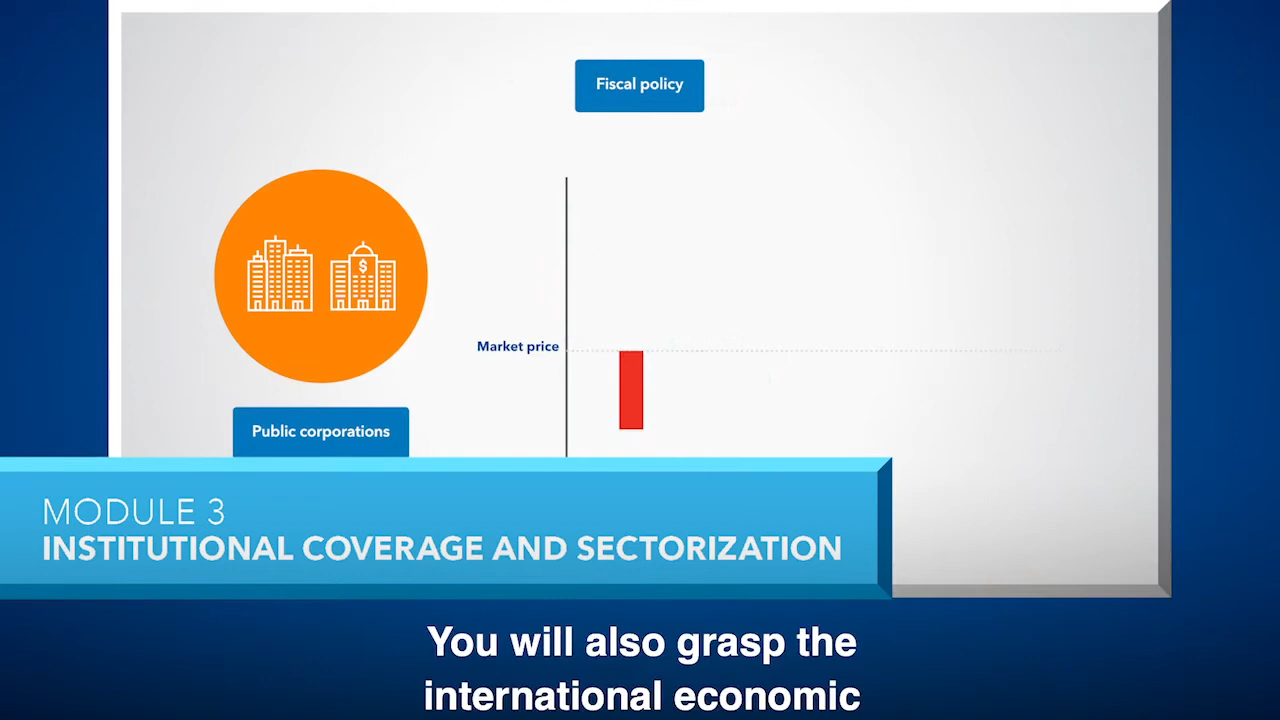 Fiscal policy
$
Market price
Public corporations
MODULE 3
INSTITUTIONAL COVERAGE AND SECTORIZATION
You will also grasp the
international economic